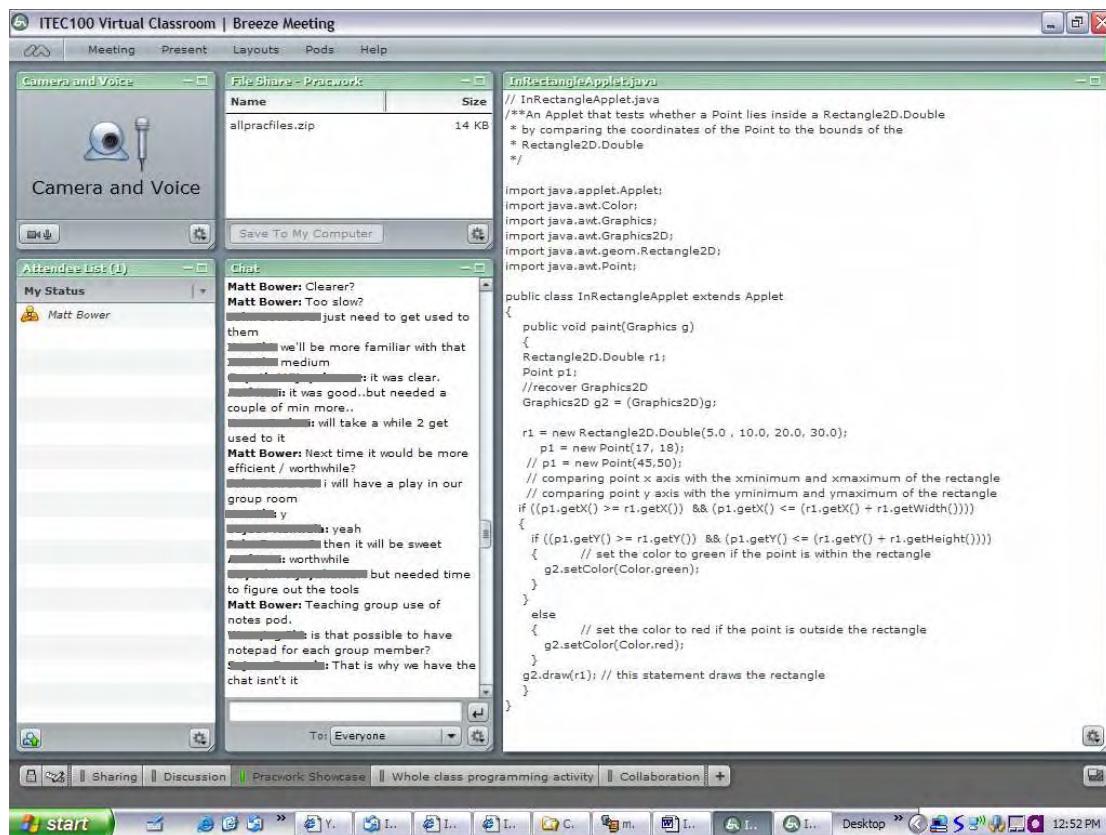 ITEC100 Virtual Classroom | Breeze Meeting
Meeting Present Layouts Pods Help
Camera and Voice
Camera and Voice
File Share - Pracwork
Name Size
allpracfiles.zip 14 KB
Save To My Computer
Attendee List (1)
My Status
Matt Bower
Chat
Matt Bower: Clearer?
Matt Bower: Too slow?
just need to get used to
them
we'll be more familiar with that
medium
: it was clear.
: it was good..but needed a
couple of min more..
: will take a while 2 get
used to it
Matt Bower: Next time it would be more
efficient / worthwhile?
i will have a play in our
group room
: y
: yeah
then it will be sweet
: worthwhile
but needed time
to figure out the tools
Matt Bower: Teaching group use of
notes pod.
: is that possible to have
notepad for each group member?
: That is why we have the
chat isnt't it
To: Everyone
InRectangleApplet.java
// InRectangleApplet.java
/**An Applet that tests whether a Point lies inside a Rectangle2D.Double
* by comparing the coordinates of the Point to the bounds of the
* Rectangle2D.Double
*/
import java.applet.Applet;
import java.awt.Color;
import java.awt.Graphics;
import java.awt.Graphics2D;
import java.awt.geom.Rectangle2D;
import java.awt.Point;
public class InRectangleApplet extends Applet
{
public void paint(Graphics g)
{
Rectangle2D.Double r1;
Point p1;
//recover Graphics2D
Graphics2D g2 = (Graphics2D)g;
r1 = new Rectangle2D.Double(5.0 , 10.0, 20.0, 30.0);
p1 = new Point(17, 18);
// p1 = new Point(45,50);
// comparing point x axis with the xminimum and xmaximum of the rectangle
// comparing point y axis with the yminimum and ymaximum of the rectangle
if ((p1.getX() >= r1.getX()) && (p1.getX() <= (r1.getX() + r1.getWidth())))
{
if ((p1.getY() >= r1.getY()) && (p1.getY() <= (r1.getY() + r1.getHeight())))
{ // set the color to green if the point is within the rectangle
g2.setColor(Color.green);
}
}
else
{ // set the color to red if the point is outside the rectangle
g2.setColor(Color.red);
}
g2.draw(r1); // this statement draws the rectangle
}
}
Sharing Discussion Pracwork Showcase Whole class programming activity Collaboration +
start » Y.. I.. I.. I.. C.. m.. I.. I.. I.. Desktop » 12:52 PM